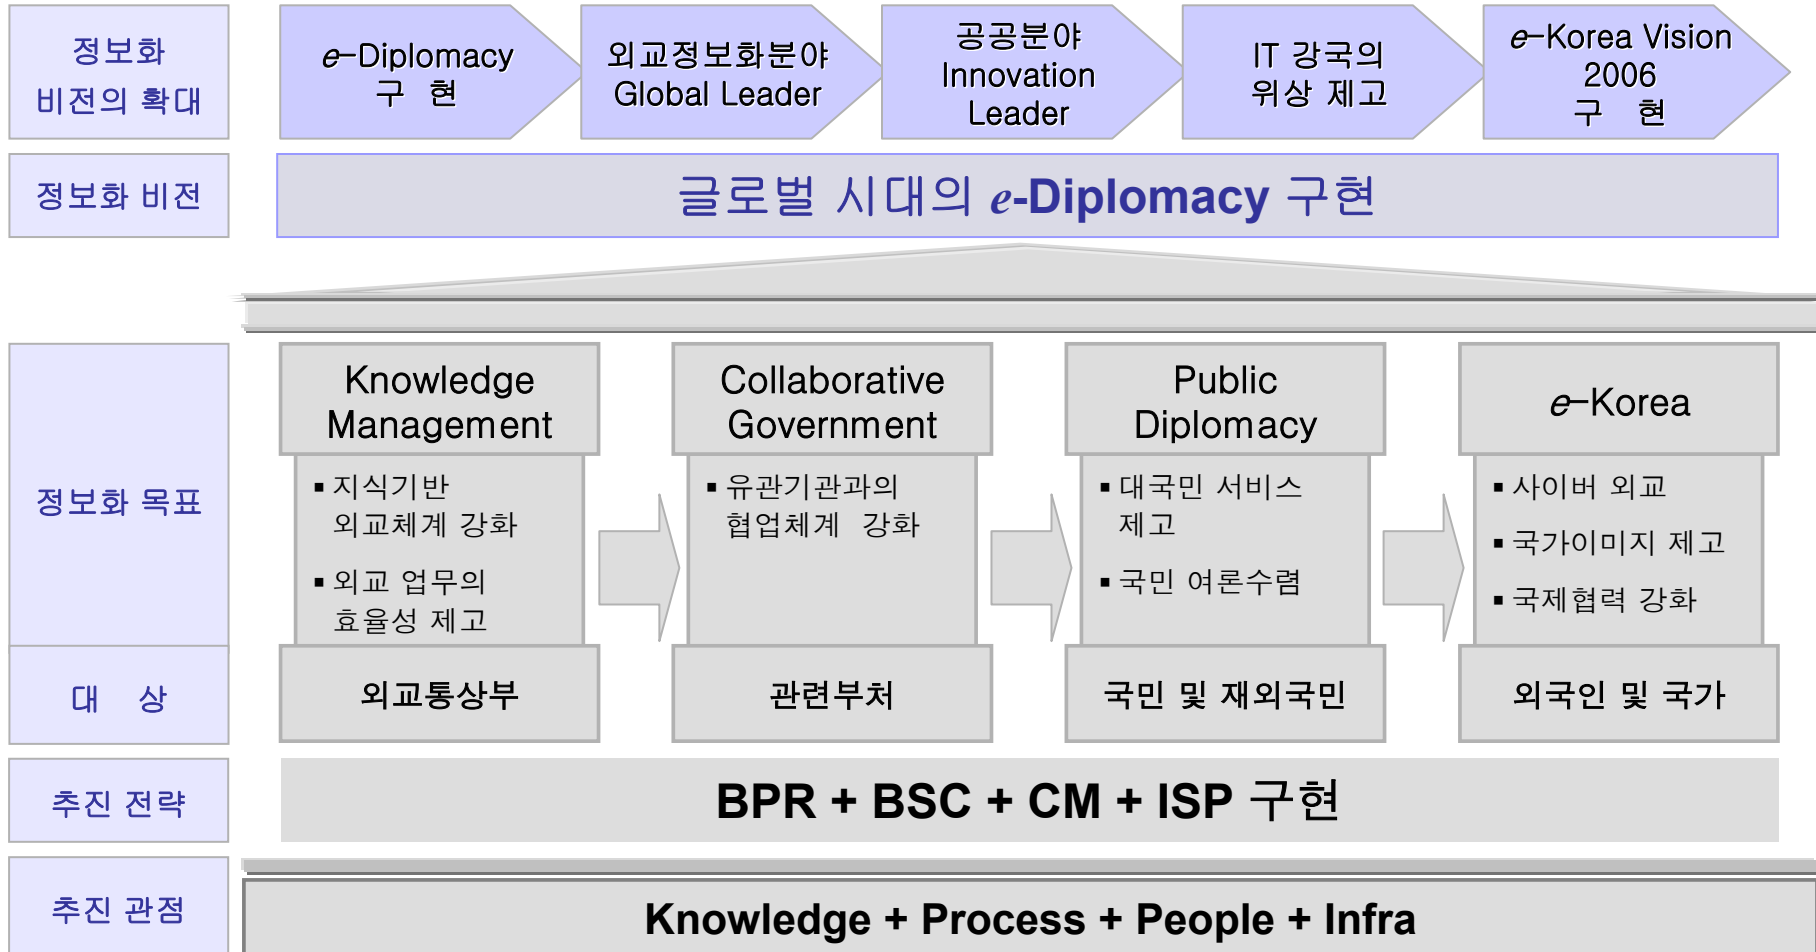 정보화
비전의 확대
e-Diplomacy
구 현
외교정보화분야
Global Leader
공공분야
Innovation
Leader
IT 강국의
위상 제고
e-Korea Vision
2006
구 현
정보화 비전
글로벌 시대의 e-Diplomacy 구현
정보화 목표
Knowledge
Management
▪ 지식기반
외교체계 강화
▪ 외교 업무의
효율성 제고
Collaborative
Government
▪ 유관기관과의
협업체계 강화
Public
Diplomacy
▪ 대국민 서비스
제고
▪ 국민 여론수렴
e-Korea
▪ 사이버 외교
▪ 국가이미지 제고
▪ 국제협력 강화
대 상
외교통상부
관련부처
국민 및 재외국민
외국인 및 국가
추진 전략
BPR + BSC + CM + ISP 구현
추진 관점
Knowledge + Process + People + Infra